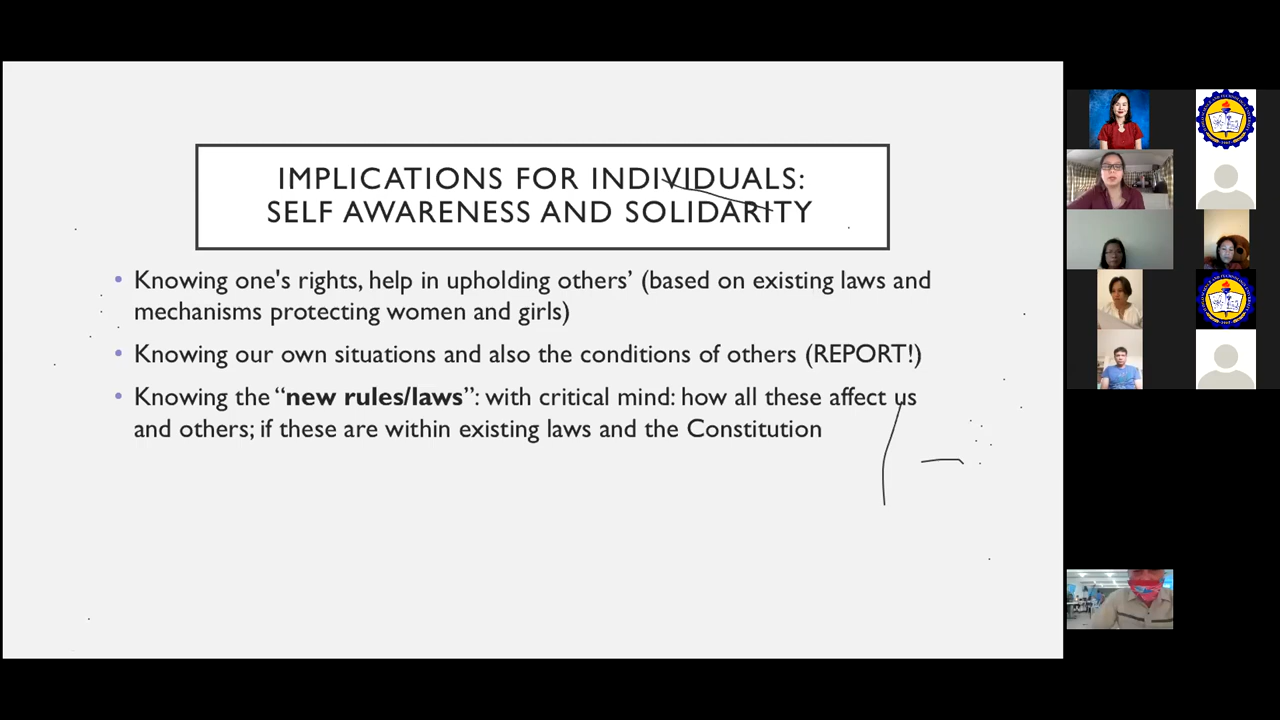 IMPLICATIONS FOR INDIVIDUALS:
SELF AWARENESS AND SOLIDARITY
• Knowing one's rights, help in upholding others’ (based on existing laws and
mechanisms protecting women and girls)
• Knowing our own situations and also the conditions of others (REPORT!)
• Knowing the “new rules/laws”: with critical mind: how all these affect us
and others; if these are within existing laws and the Constitution